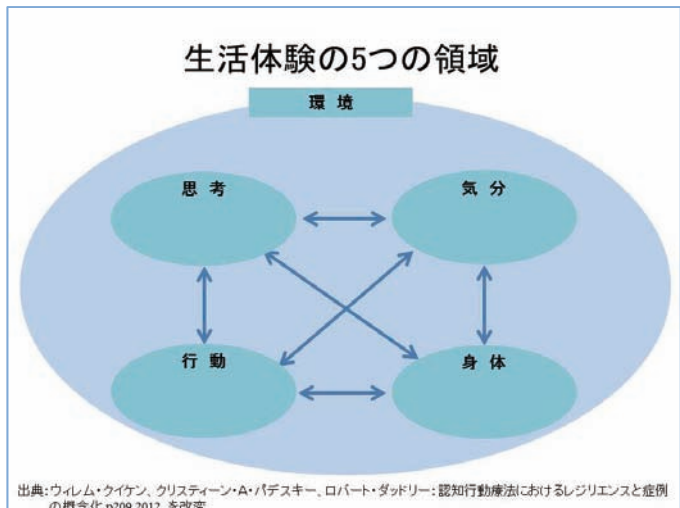 生活体験の5つの領域
環 境
思 考
気 分
行 動
身 体
出典:ウィレム・クイケン、クリスティーン・A・パデスキー、ロバート・ダッドリー:認知行動療法におけるレジリエンスと症例
の概念化.p209,2012. を改変